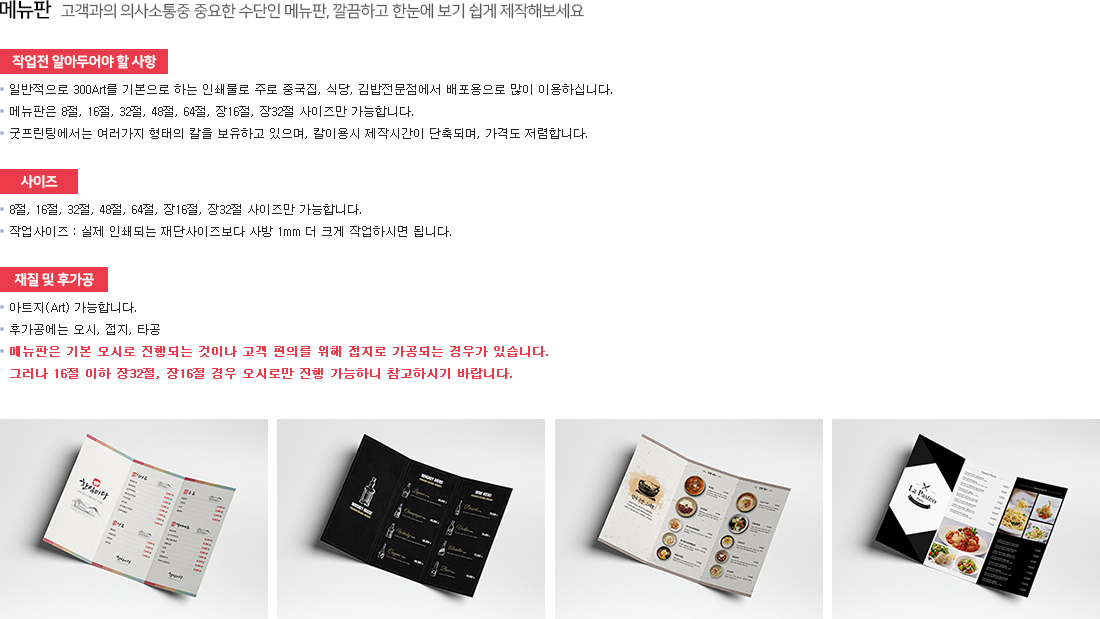 메뉴판 고객과의 의사소통중 중요한 수단인 메뉴판, 깔끔하고 한눈에 보기 쉽게 제작해보세요
작업전 알아두어야 할 사항
일반적으로 300Art를 기본으로 하는 인쇄물로 주로 중국집, 식당, 김밥전문점에서 배포용으로 많이 이용하십니다.
메뉴판은 8절, 16절, 32절, 48절, 64절, 장16절, 장32절 사이즈만 가능합니다.
굿프린팅에서는 여러가지 형태의 칼을 보유하고 있으며, 칼이용시 제작시간이 단축되며, 가격도 저렴합니다.
사이즈
8절, 16절, 32절, 48절, 64절, 장16절, 장32절 사이즈만 가능합니다.
작업사이즈 : 실제 인쇄되는 재단사이즈보다 사방 1mm 더 크게 작업하시면 됩니다.
재질 및 후가공
아트지(Art) 가능합니다.
후가공에는 오시, 접지, 타공
메뉴판은 기본 오시로 진행되는 것이나 고객 편의를 위해 접지로 가공되는 경우가 있습니다.
그러나 16절 이하 장32절, 장16절 경우 오시로만 진행 가능하니 참고하시기 바랍니다.
WHISKEY MENU
WINE MENU
La Pasteo